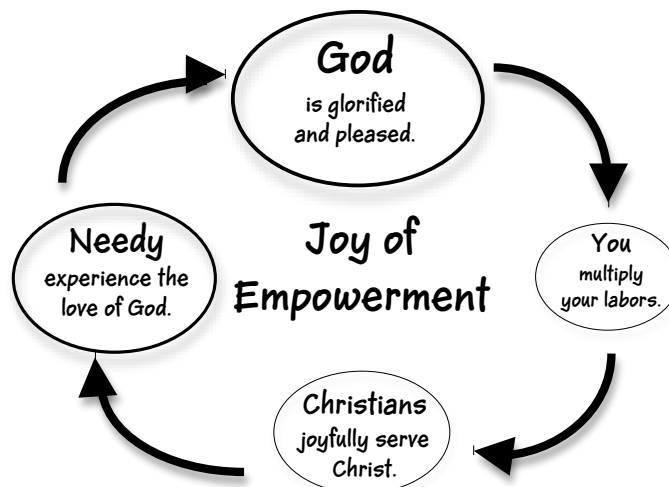 God
is glorified
and pleased.
You
multiply
your labors.
Christians
joyfully serve
Christ.
Needy
experience the
love of God.
Joy of
Empowerment